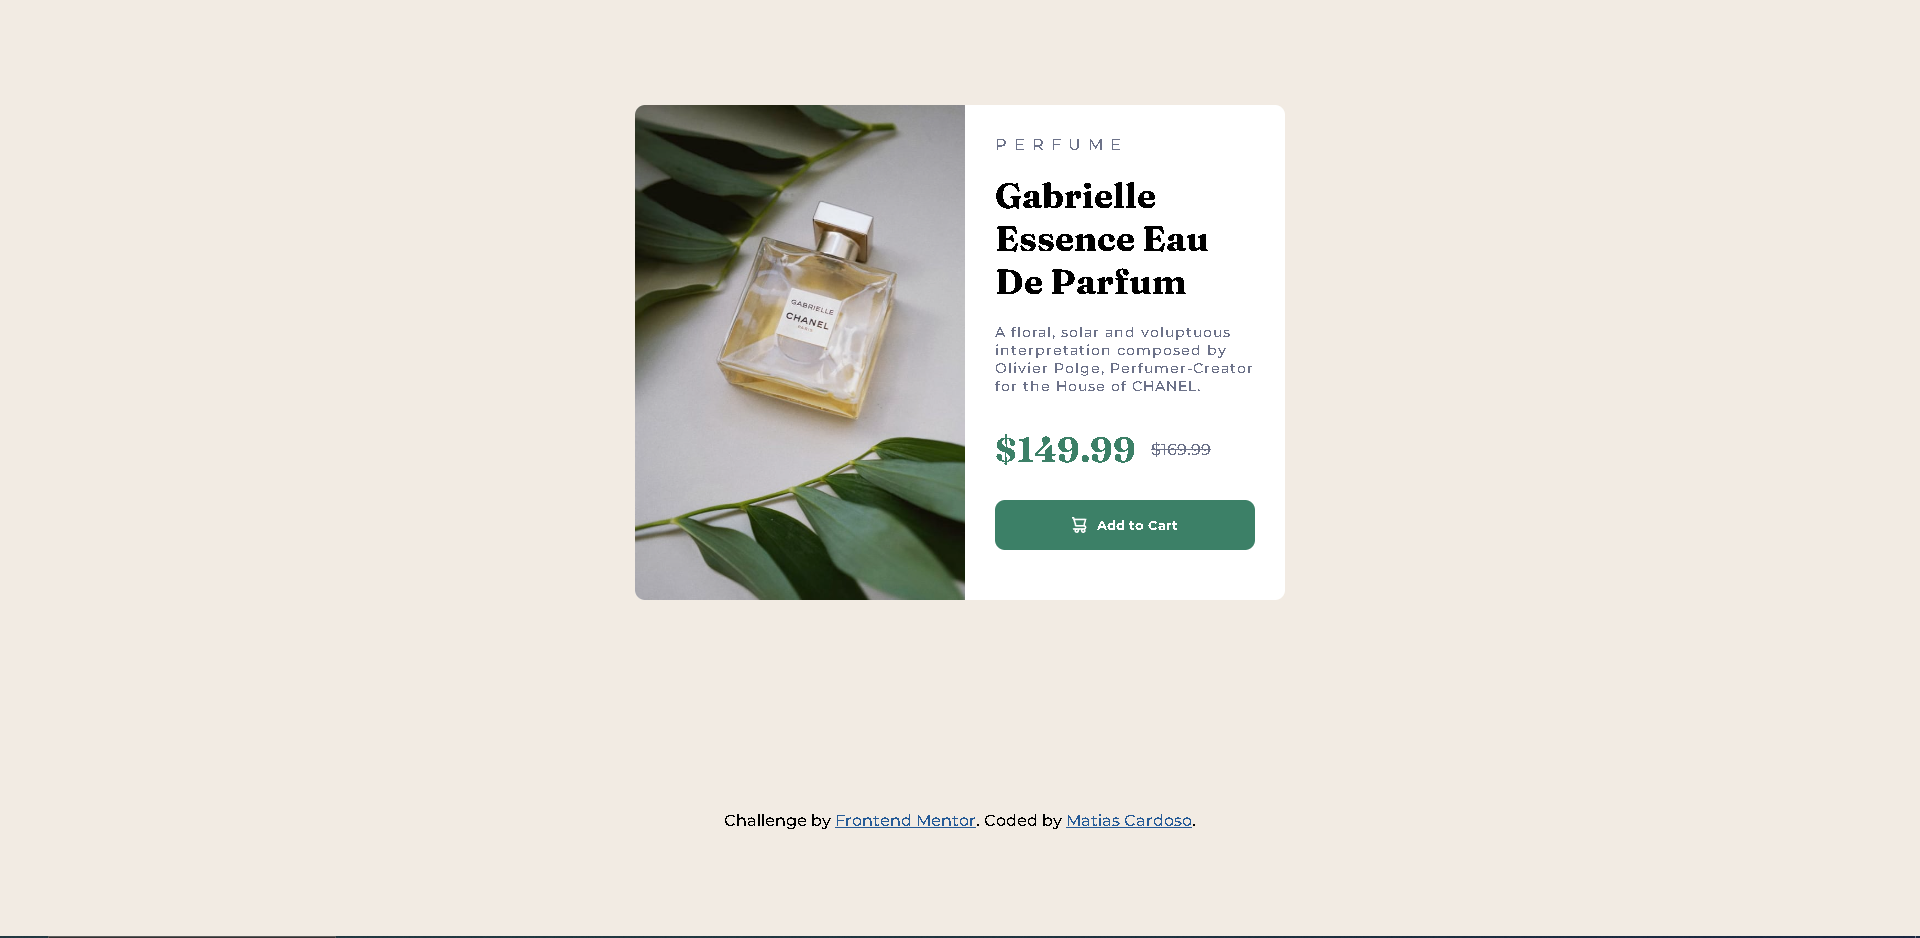 GABRIELLE
CHANEL
PARIS
PERFUME
Gabrielle
Essence Eau
De Parfum
A floral, solar and voluptuous
interpretation composed by
Olivier Polge, Perfumer-Creator
for the House of CHANEL.
$149.99 $169.99
Add to Cart
Challenge by Frontend Mentor. Coded by Matias Cardoso.